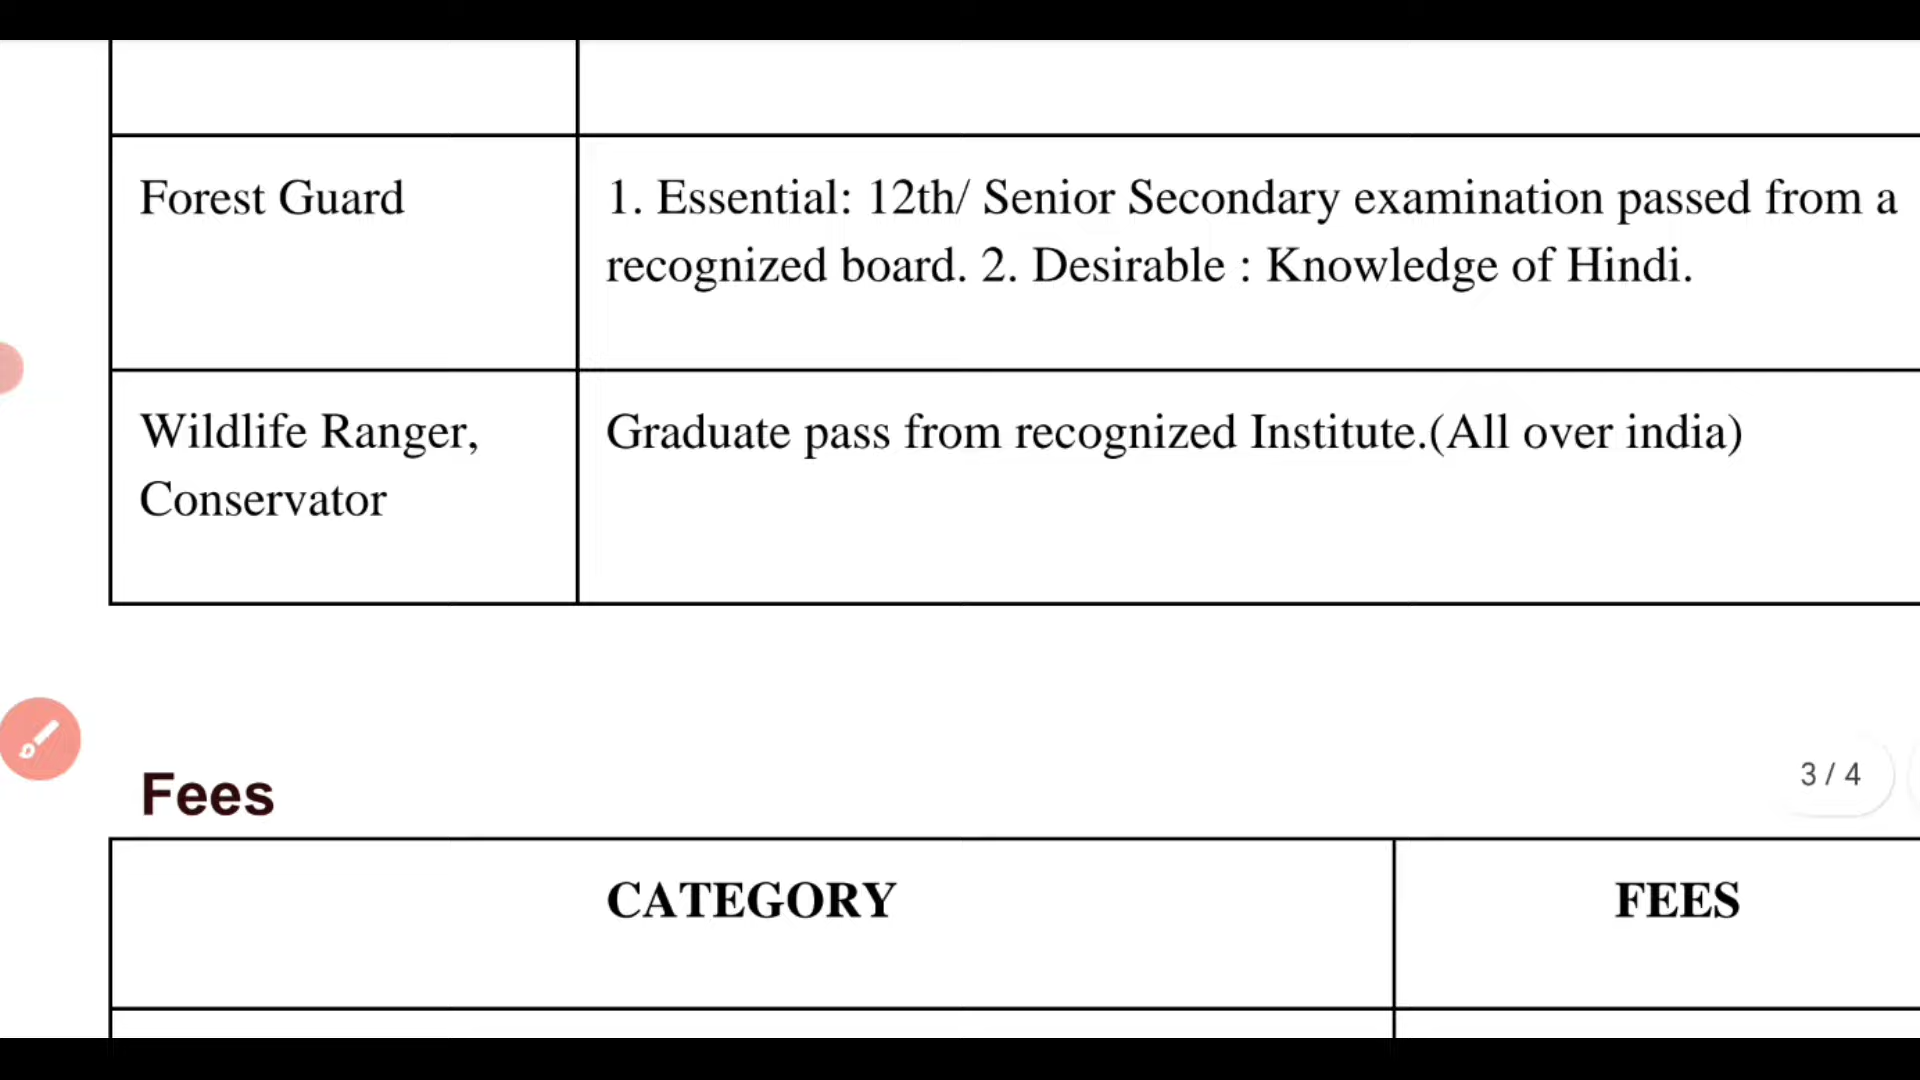 Forest Guard
1. Essential: 12th/ Senior Secondary examination passed from a
recognized board. 2. Desirable : Knowledge of Hindi.
Wildlife Ranger,
Conservator
Graduate pass from recognized Institute.(All over india)
3 / 4
Fees
CATEGORY
FEES